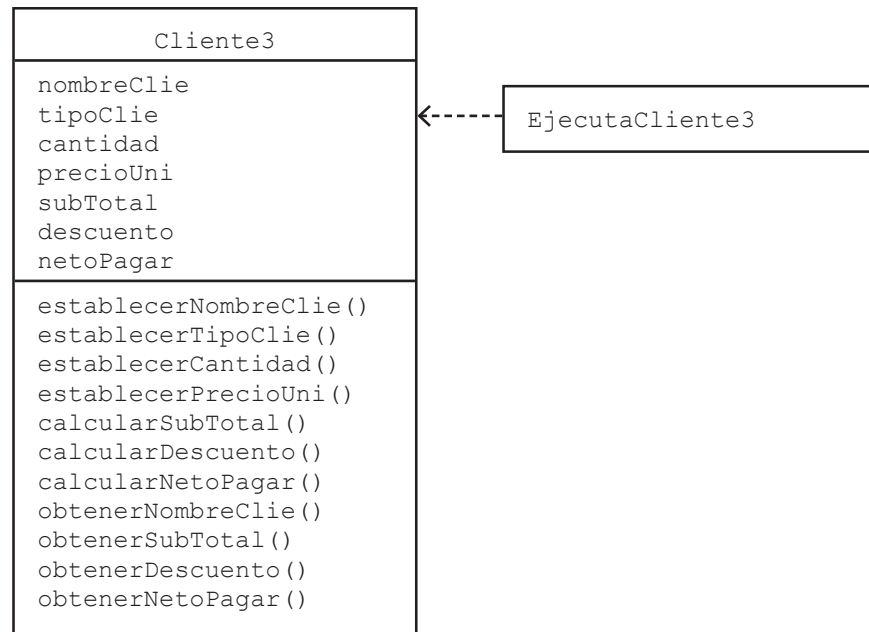 Cliente3
nombreClie
tipoClie
cantidad
precioUni
subTotal
descuento
netoPagar
EjecutaCliente3
establecerNombreClie()
establecerTipoClie()
establecerCantidad()
establecerPrecioUni()
calcularSubTotal()
calcularDescuento()
calcularNetoPagar()
obtenerNombreClie()
obtenerSubTotal()
obtenerDescuento()
obtenerNetoPagar()